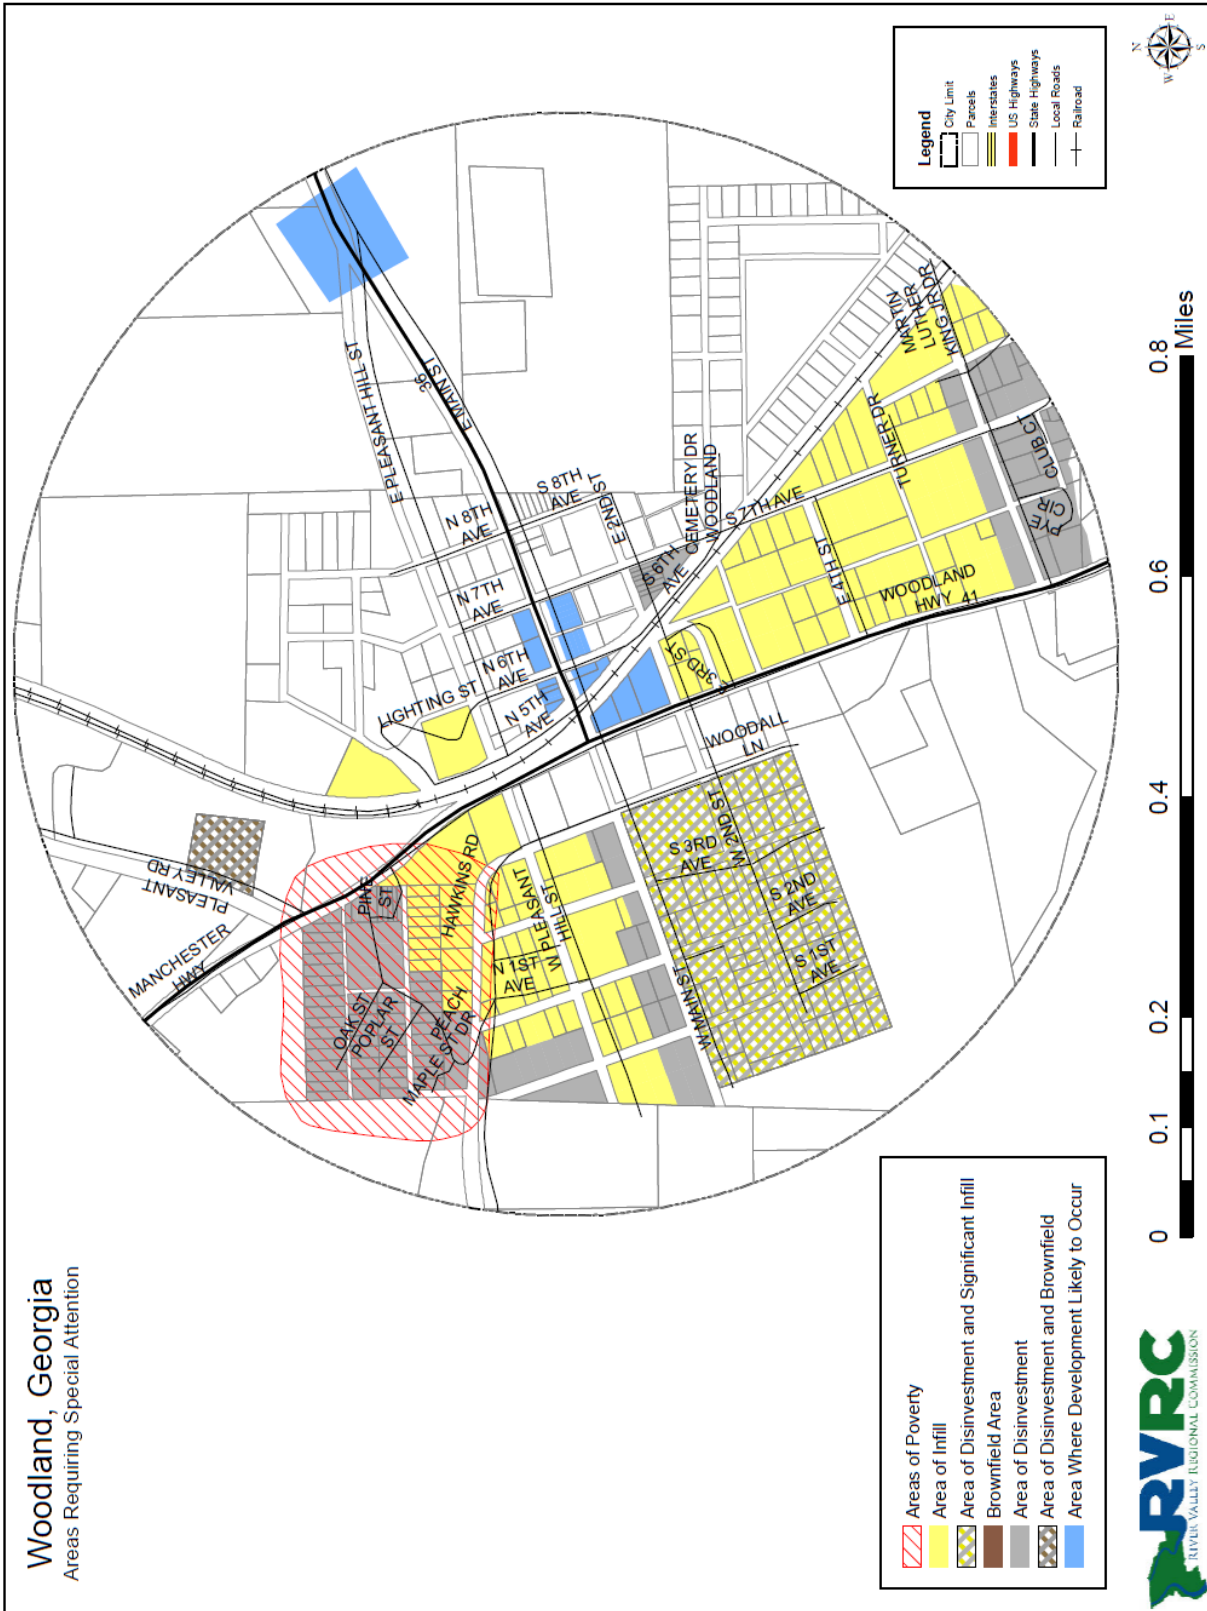 Woodland, Georgia
Areas Requiring Special Attention
MANCHESTER
HWY
PLEASANT
VALLEY RD
OAK ST
POPLAR
ST
MAPLE ST
PEACH
DR
PINE
ST
HAWKINS RD
N 1ST
AVE
W PLEASANT
HILL ST
W MAIN ST
S 1ST
AVE
S 2ND
AVE
S 3RD
AVE
W 2ND ST
WOODALL
LN
LIGHTING ST
N 5TH
AVE
N 6TH
AVE
N 7TH
AVE
N 8TH
AVE
E PLEASANT HILL ST
E MAIN ST
36
S 8TH
AVE
E 2ND ST
CEMETERY DR
WOODLAND
S 6TH
AVE
S 7TH AVE
3RD ST
E 4TH ST
WOODLAND
HWY 41
TURNER DR
MARTIN
LUTHER
KING JR DR
PYE
CIR
CLUB CT
Legend
City Limit
Parcels
Interstates
US Highways
State Highways
Local Roads
Railroad
N
W
S
Areas of Poverty
Area of Infill
Area of Disinvestment and Significant Infill
Brownfield Area
Area of Disinvestment
Area of Disinvestment and Brownfield
Area Where Development Likely to Occur
0 0.1 0.2 0.4 0.6 0.8
Miles
RVRC
RIVER VALLEY REGIONAL COMMISSION